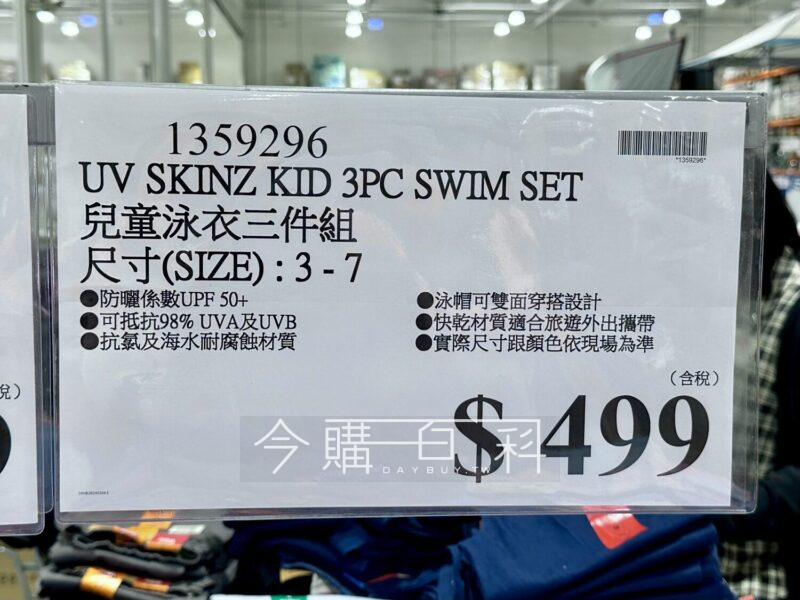 1359296
*1359296*
UV SKINZ KID 3PC SWIM SET
兒童泳衣三件組
尺寸(SIZE) : 3 - 7
●防曬係數UPF 50+
●可抵抗98% UVA及UVB
●抗氯及海水耐腐蝕材質
●泳帽可雙面穿搭設計
●快乾材質適合旅遊外出攜帶
●實際尺寸跟顏色依現場為準
(含稅)
$ 499
今購百科
DAYBUY.TW
稅)
9